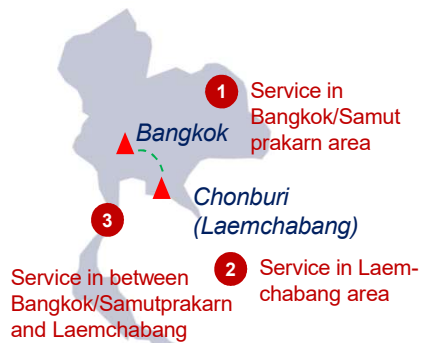 1
Service in
Bangkok/Samut
prakarn area
Bangkok
Chonburi
(Laemchabang)
3
2
Service in Laem-
chabang area
Service in between
Bangkok/Samutprakarn
and Laemchabang